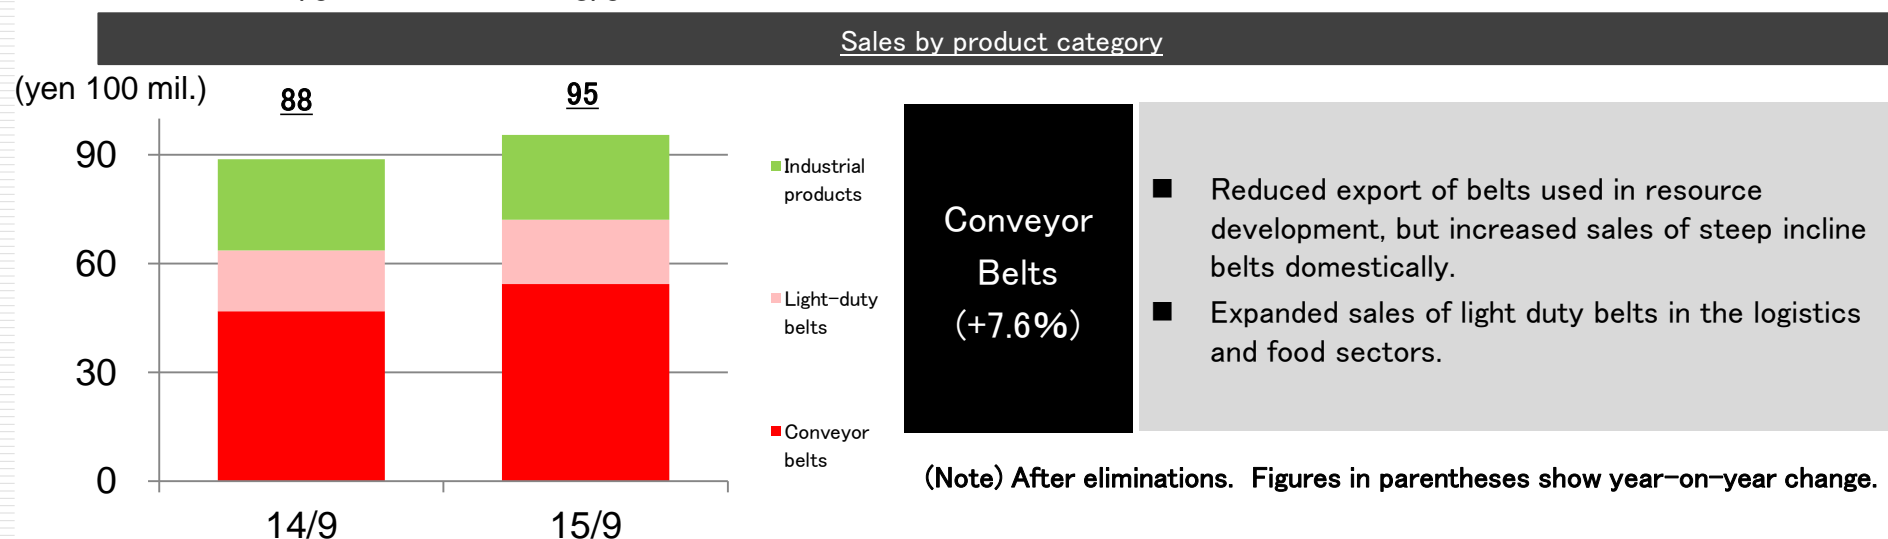 Sales by product category
(yen 100 mil.)
88
95
90
60
30
0
14/9
15/9
Industrial
products
Light-duty
belts
Conveyor
belts
Conveyor
Belts
(+7.6%)
■ Reduced export of belts used in resource
development, but increased sales of steep incline
belts domestically.
■ Expanded sales of light duty belts in the logistics
and food sectors.
(Note) After eliminations. Figures in parentheses show year-on-year change.